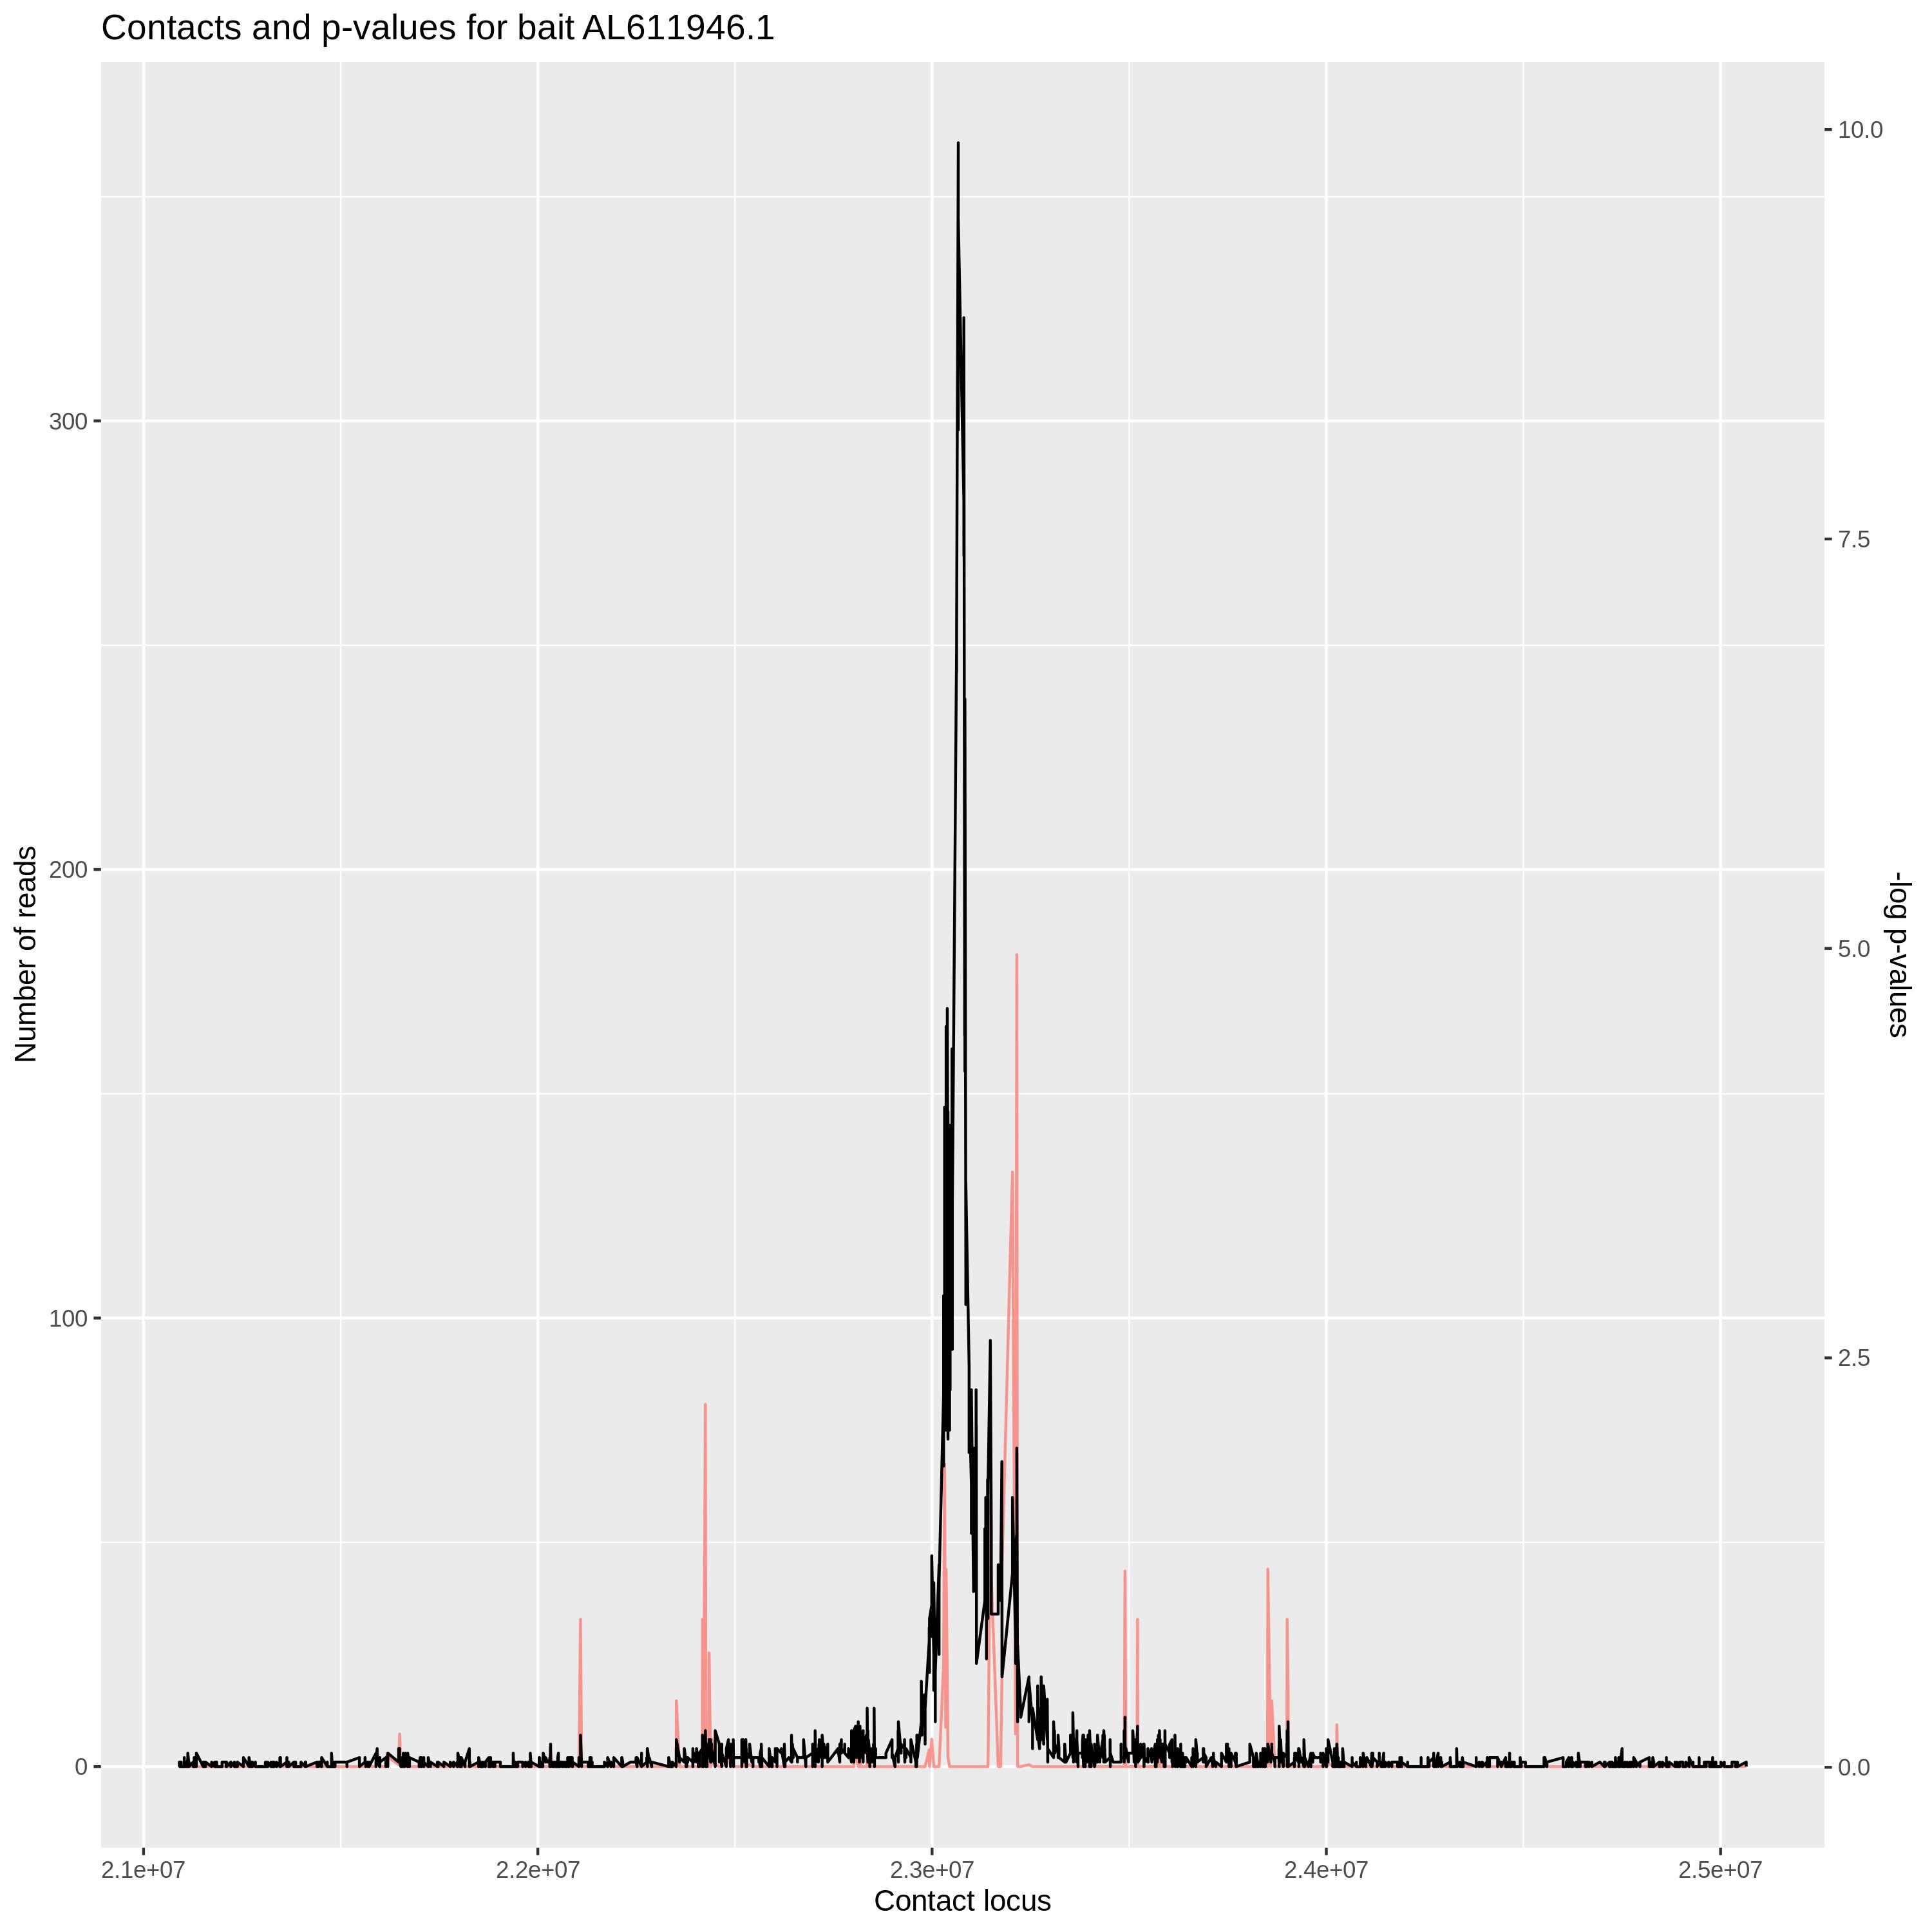 Contacts and p-values for bait AL611946.1
300
200
100
0
Number of reads
10.0
7.5
5.0
2.5
0.0
-log p-values
2.1e+07
2.2e+07
2.3e+07
2.4e+07
2.5e+07
Contact locus